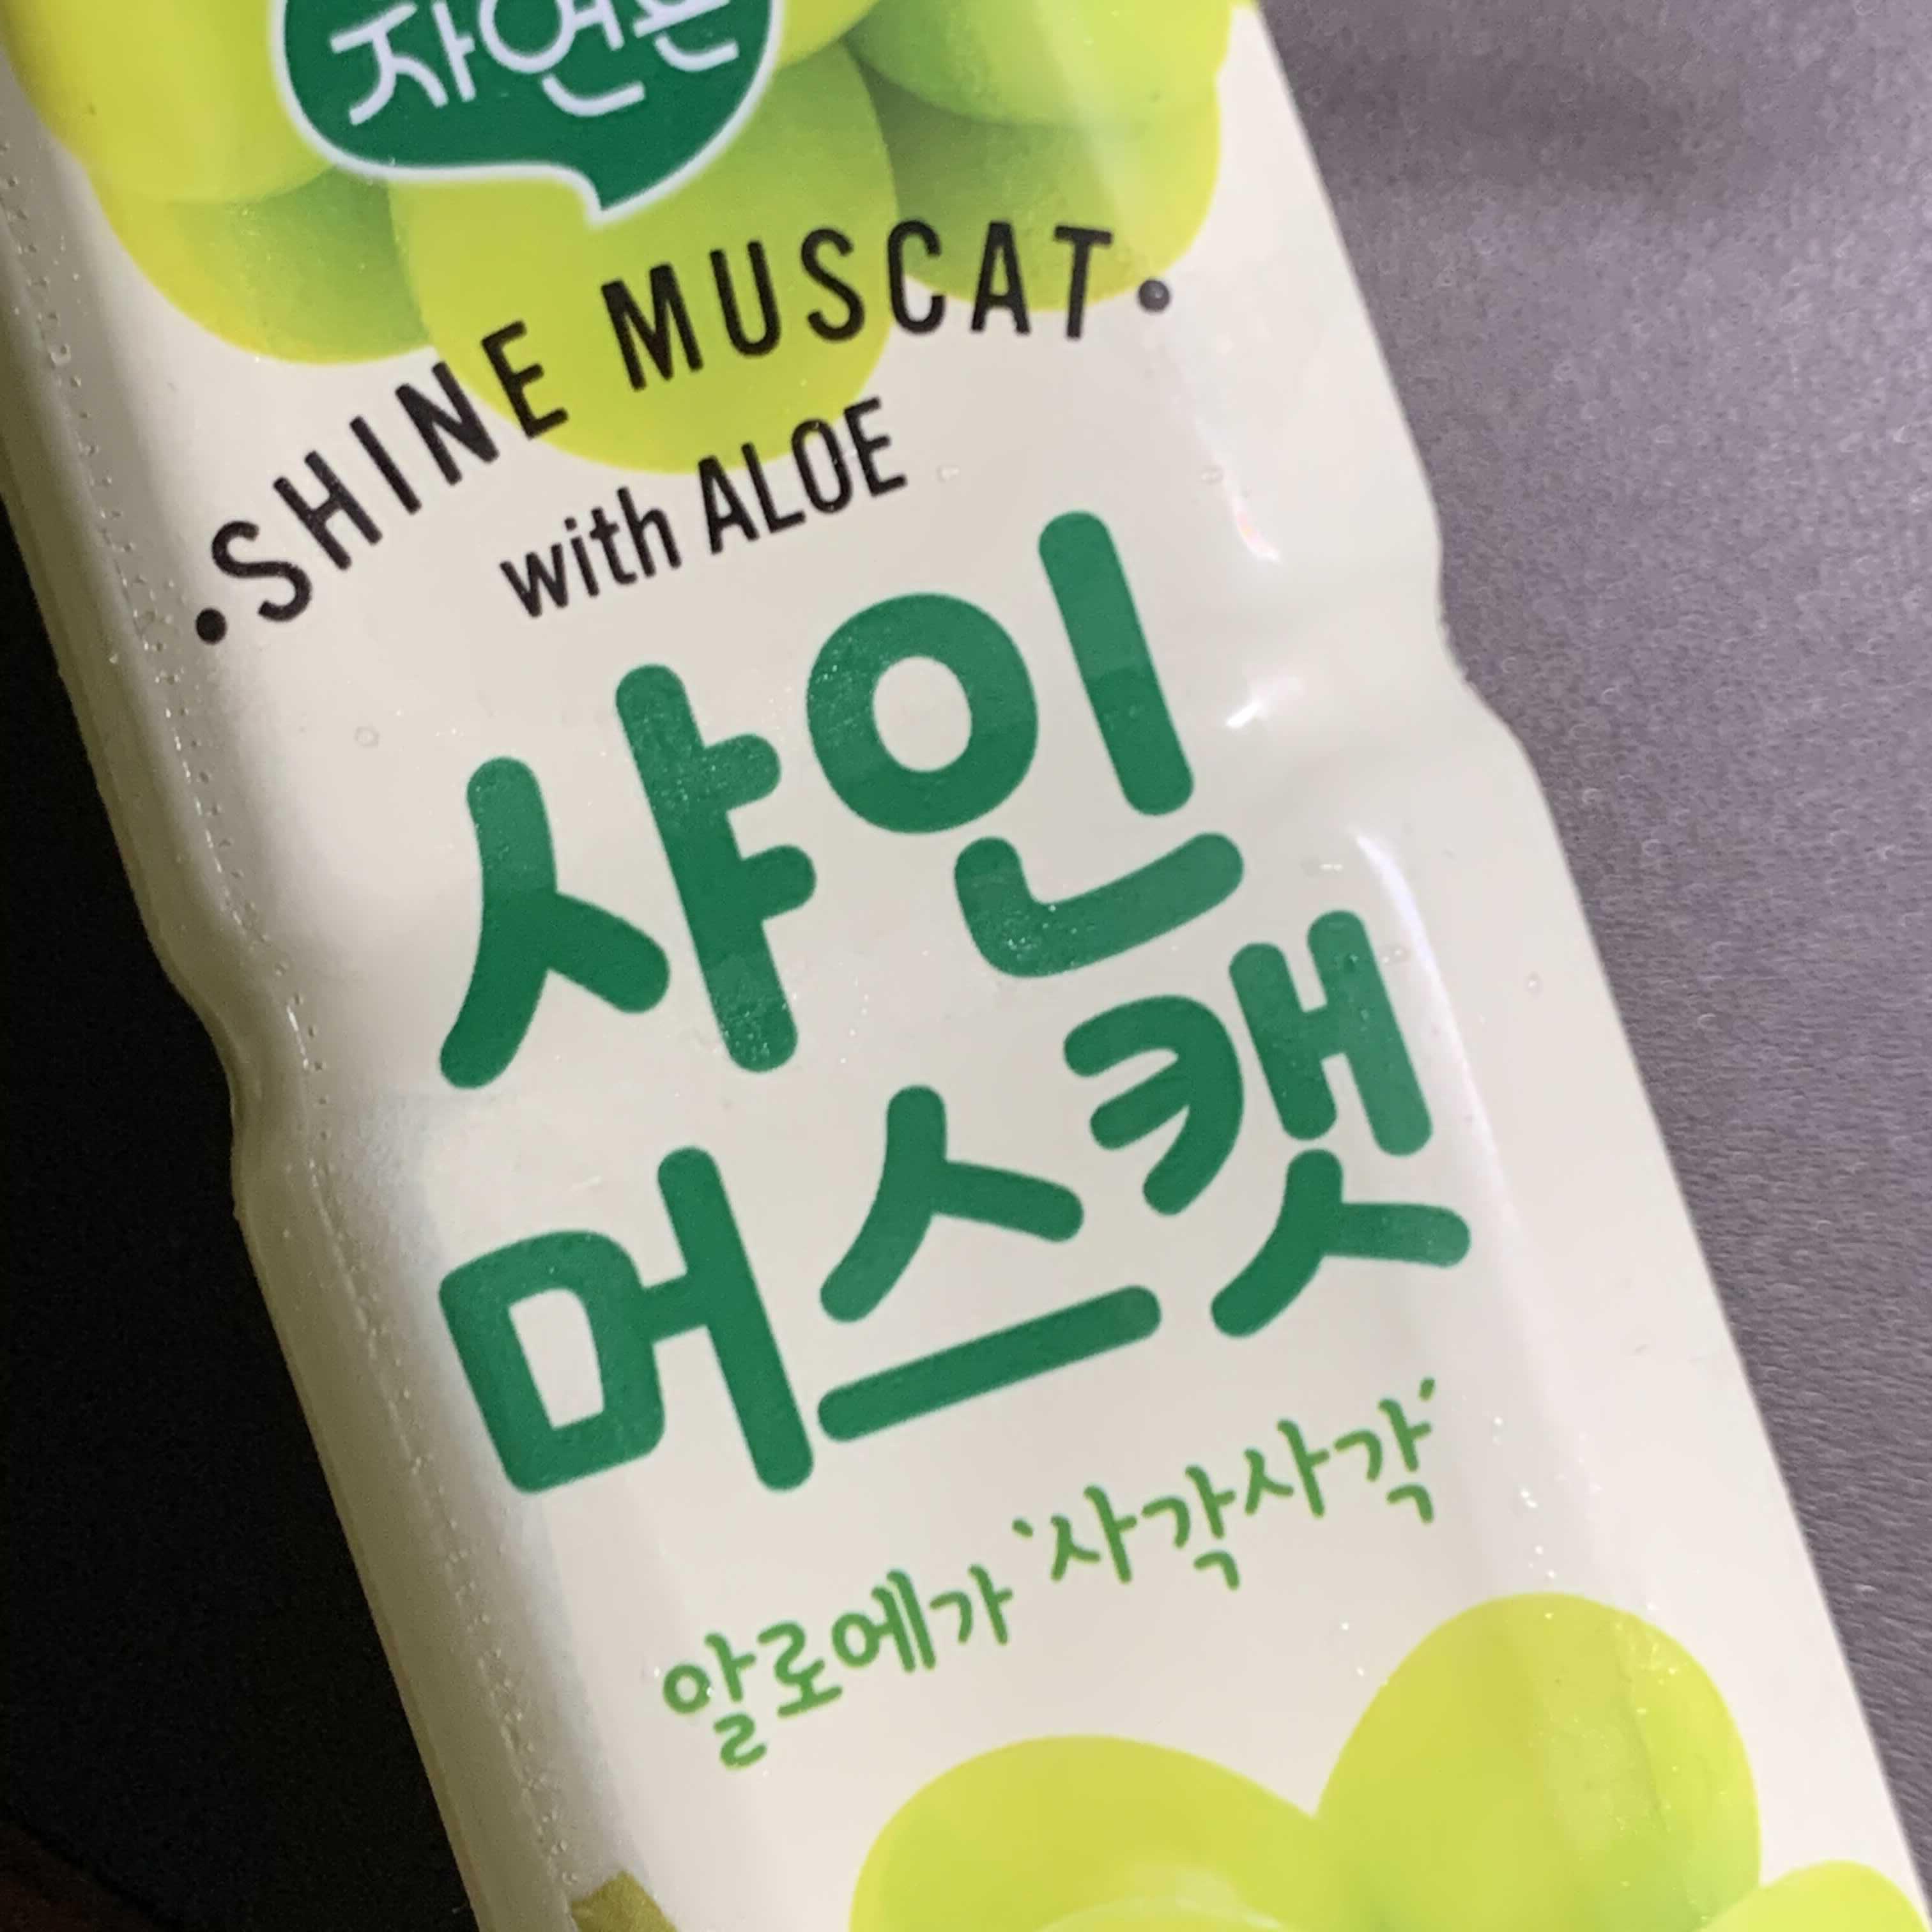 자연은
·SHINE MUSCAT·
with ALOE
샤인
머스캣
알로에가 '사각사각'